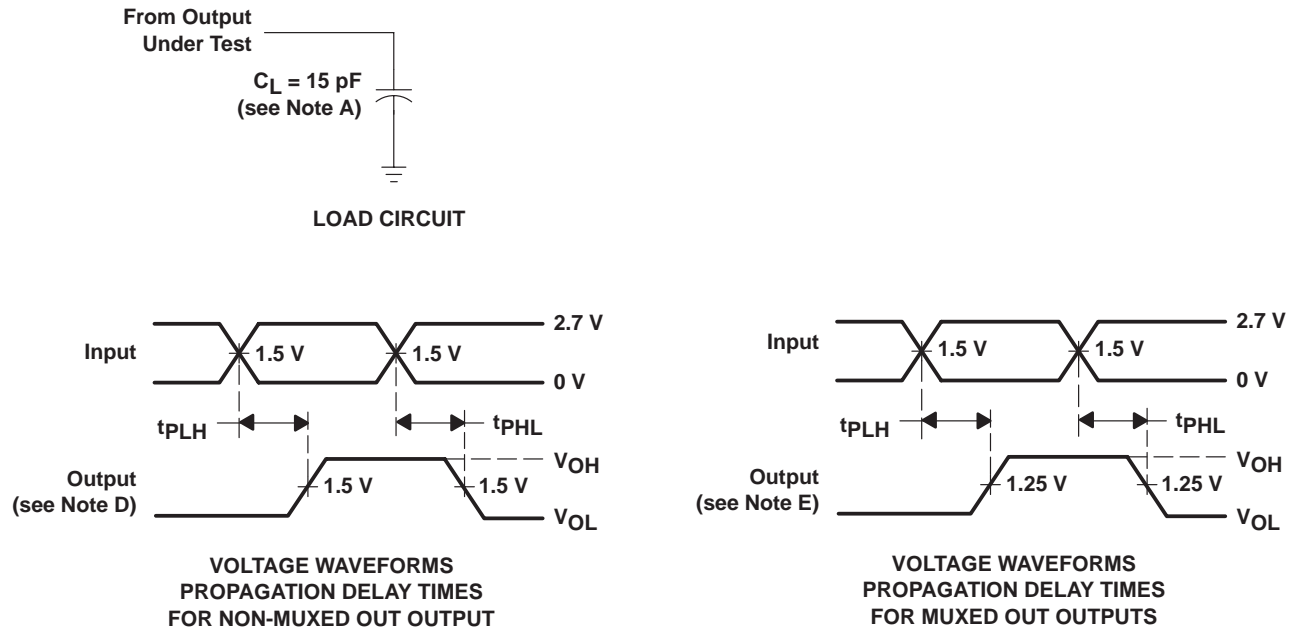 From Output
Under Test
CL = 15 pF
(see Note A)
LOAD CIRCUIT
Input
1.5 V
1.5 V
2.7 V
0 V
tPLH
tPHL
Output
(see Note D)
1.5 V
1.5 V
VOH
VOL
VOLTAGE WAVEFORMS
PROPAGATION DELAY TIMES
FOR NON-MUXED OUT OUTPUT
Input
1.5 V
1.5 V
2.7 V
0 V
tPLH
tPHL
Output
(see Note E)
1.25 V
1.25 V
VOH
VOL
VOLTAGE WAVEFORMS
PROPAGATION DELAY TIMES
FOR MUXED OUT OUTPUTS